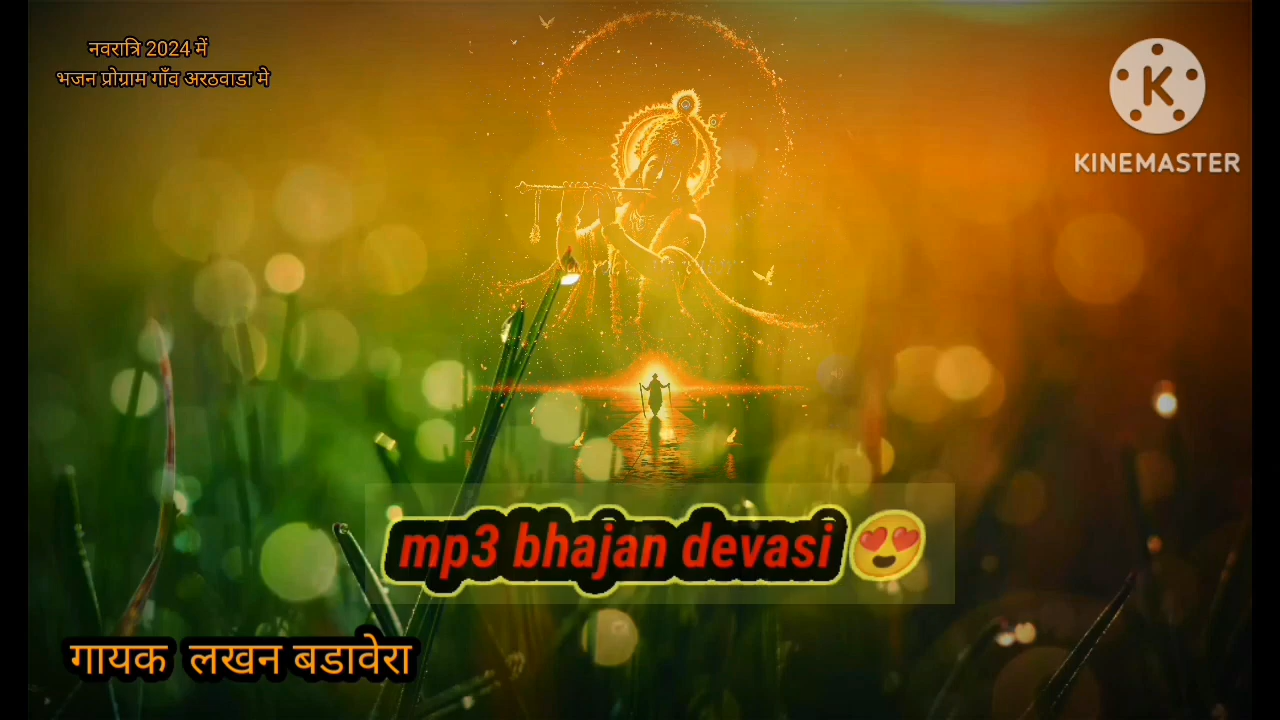 नवरात्रि 2024 में
भजन प्रोग्राम गाँव अरठवाडा मे
K
KINEMASTER
mp3 bhajan devasi 😍
गायक लखन बडावेरा